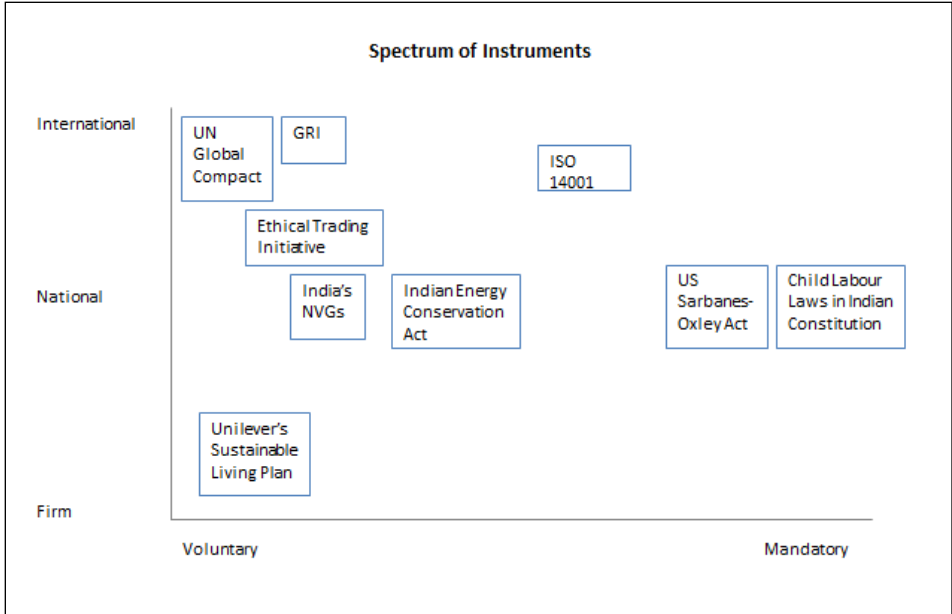 Spectrum of Instruments
International
UN
Global
Compact
GRI
ISO
14001
Ethical Trading
Initiative
National
India's
NVGs
Indian Energy
Conservation
Act
US
Sarbanes-
Oxley Act
Child Labour
Laws in Indian
Constitution
Unilever's
Sustainable
Living Plan
Firm
Voluntary
Mandatory